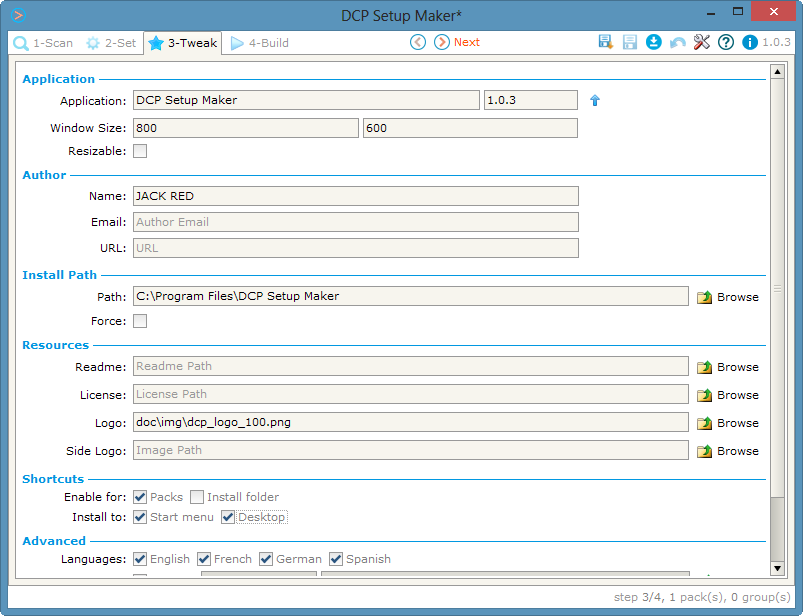 DCP Setup Maker*
1-Scan 2-Set 3-Tweak 4-Build Next 1.0.3
Application
Application: DCP Setup Maker 1.0.3
Window Size: 800 600
Resizable:
Author
Name: JACK RED
Email: Author Email
URL: URL
Install Path
Path: C:\Program Files\DCP Setup Maker Browse
Force:
Resources
Readme: Readme Path Browse
License: License Path Browse
Logo: doc\img\dcp_logo_100.png Browse
Side Logo: Image Path Browse
Shortcuts
Enable for: Packs Install folder
Install to: Start menu Desktop
Advanced
Languages: English French German Spanish
step 3/4, 1 pack(s), 0 group(s)